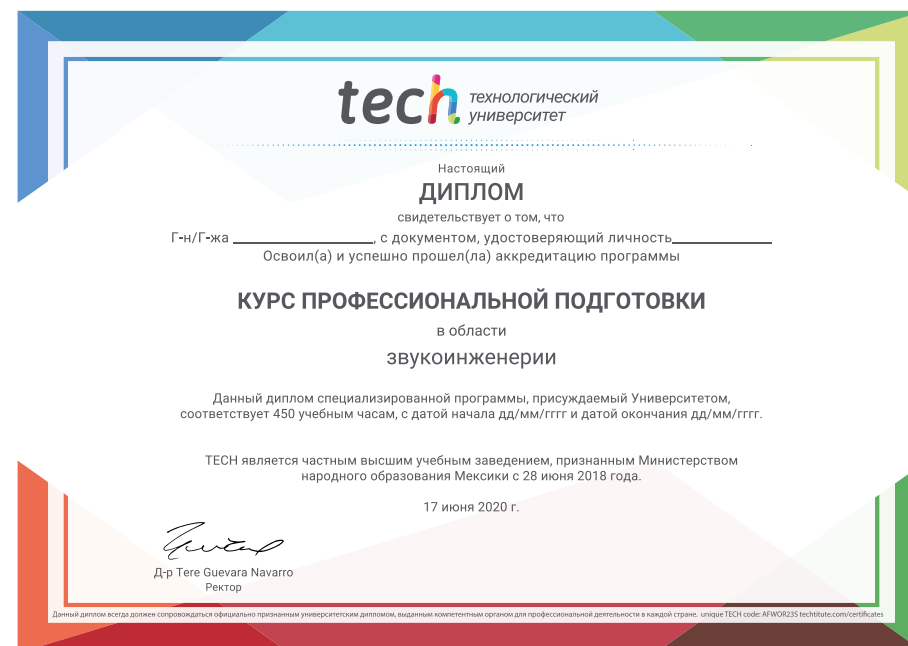 tech технологический
университет
Настоящий
ДИПЛОМ
свидетельствует о том, что
Г-н/Г-жа ____________________, с документом, удостоверяющий личность______________
Освоил(а) и успешно прошел(ла) аккредитацию программы
КУРС ПРОФЕССИОНАЛЬНОЙ ПОДГОТОВКИ
в области
звукоинженерии
Данный диплом специализированной программы, присуждаемый Университетом,
соответствует 450 учебным часам, с датой начала дд/мм/гггг и датой окончания дд/мм/гггг.
TECH является частным высшим учебным заведением, признанным Министерством
народного образования Мексики с 28 июня 2018 года.
17 июня 2020 г.
Д-р Tere Guevara Navarro
Ректор
Данный диплом всегда должен сопровождаться официально признанным университетским дипломом, выданным компетентным органом для профессиональной деятельности в каждой стране. unique TECH code: AFWOR23S techtitute.com/certificates